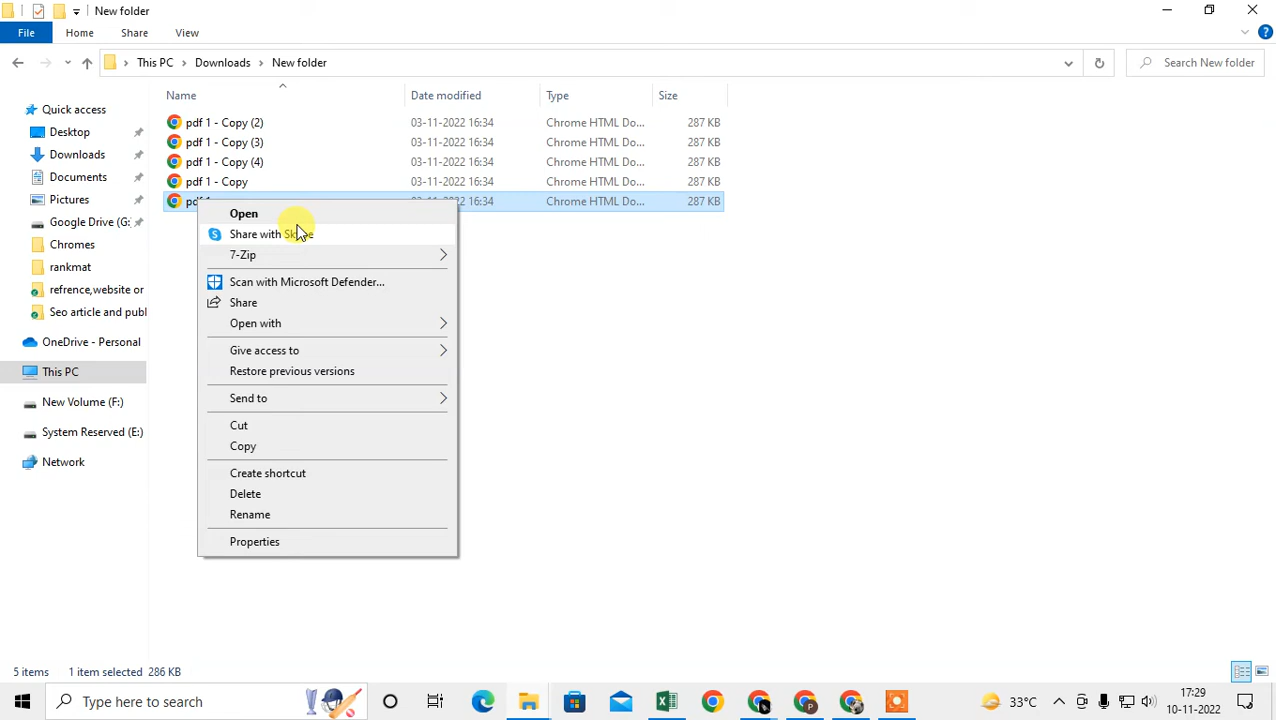 New folder
File Home Share View
This PC Downloads New folder
Search New folder
Name Date modified Type Size
Quick access
Desktop
Downloads
Documents
Pictures
Google Drive (G:
Chromes
rankmat
refrence,website or
Seo article and publ
OneDrive - Personal
This PC
New Volume (F:)
System Reserved (E:)
Network
pdf 1 - Copy (2) 03-11-2022 16:34 Chrome HTML Do... 287 KB
pdf 1 - Copy (3) 03-11-2022 16:34 Chrome HTML Do... 287 KB
pdf 1 - Copy (4) 03-11-2022 16:34 Chrome HTML Do... 287 KB
pdf 1 - Copy 03-11-2022 16:34 Chrome HTML Do... 287 KB
03-11-2022 16:34 Chrome HTML Do... 287 KB
Open
Share with Skype
7-Zip
Scan with Microsoft Defender...
Share
Open with
Give access to
Restore previous versions
Send to
Cut
Copy
Create shortcut
Delete
Rename
Properties
5 items 1 item selected 286 KB
Type here to search
33°C
17:29
10-11-2022